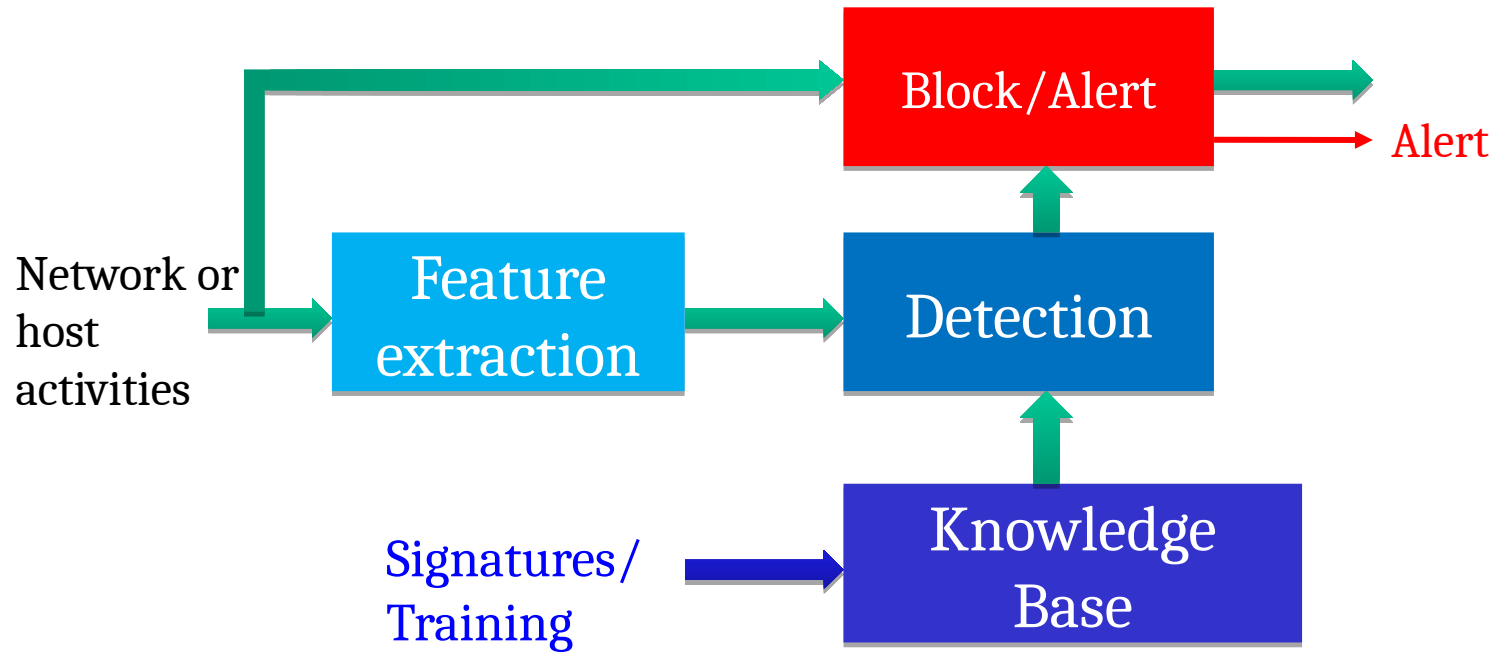 Block/Alert
Alert
Network or
host
activities
Feature
extraction
Detection
Signatures/
Training
Knowledge
Base